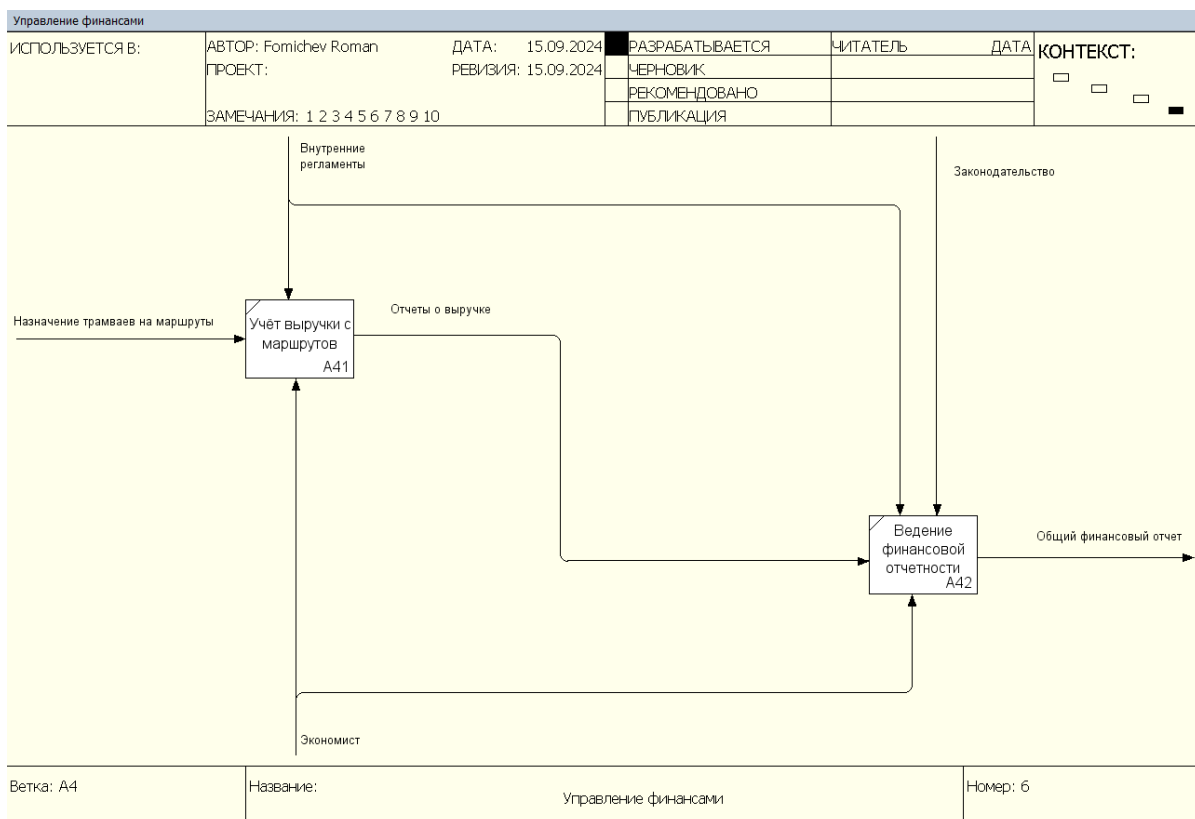 Управление финансами
ИСПОЛЬЗУЕТСЯ В:
АВТОР: Fomichev Roman
ДАТА: 15.09.2024
ПРОЕКТ:
РЕВИЗИЯ: 15.09.2024
ЗАМЕЧАНИЯ: 1 2 3 4 5 6 7 8 9 10
РАЗРАБАТЫВАЕТСЯ
ЧЕРНОВИК
РЕКОМЕНДОВАНО
ПУБЛИКАЦИЯ
ЧИТАТЕЛЬ
ДАТА
КОНТЕКСТ:
Внутренние
регламенты
Законодательство
Назначение трамваев на маршруты
Учёт выручки с
маршрутов
A41
Отчеты о выручке
Ведение
финансовой
отчетности
A42
Общий финансовый отчет
Экономист
Ветка: A4
Название:
Управление финансами
Номер: 6